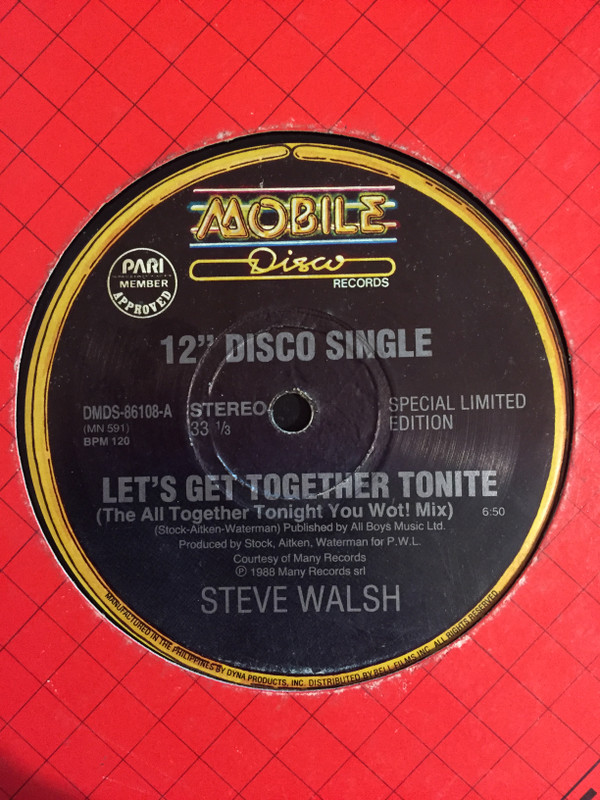 MOBILE
Disco
RECORDS
PARI
MEMBER
APPROVED
12” DISCO SINGLE
DMDS-86108-A
(MN 591)
BPM 120
STEREO
33 ⅓
SPECIAL LIMITED
EDITION
LET'S GET TOGETHER TONITE
(The All Together Tonight You Wot! Mix) 6:50
(Stock-Aitken-Waterman) Published by All Boys Music Ltd.
Produced by Stock, Aitken, Waterman for P.W.L.
Courtesy of Many Records
℗ 1988 Many Records srl
STEVE WALSH
MANUFACTURED IN THE PHILIPPINES BY DYNA PRODUCTS, INC. DISTRIBUTED BY BELL FILMS INC. ALL RIGHTS RESERVED